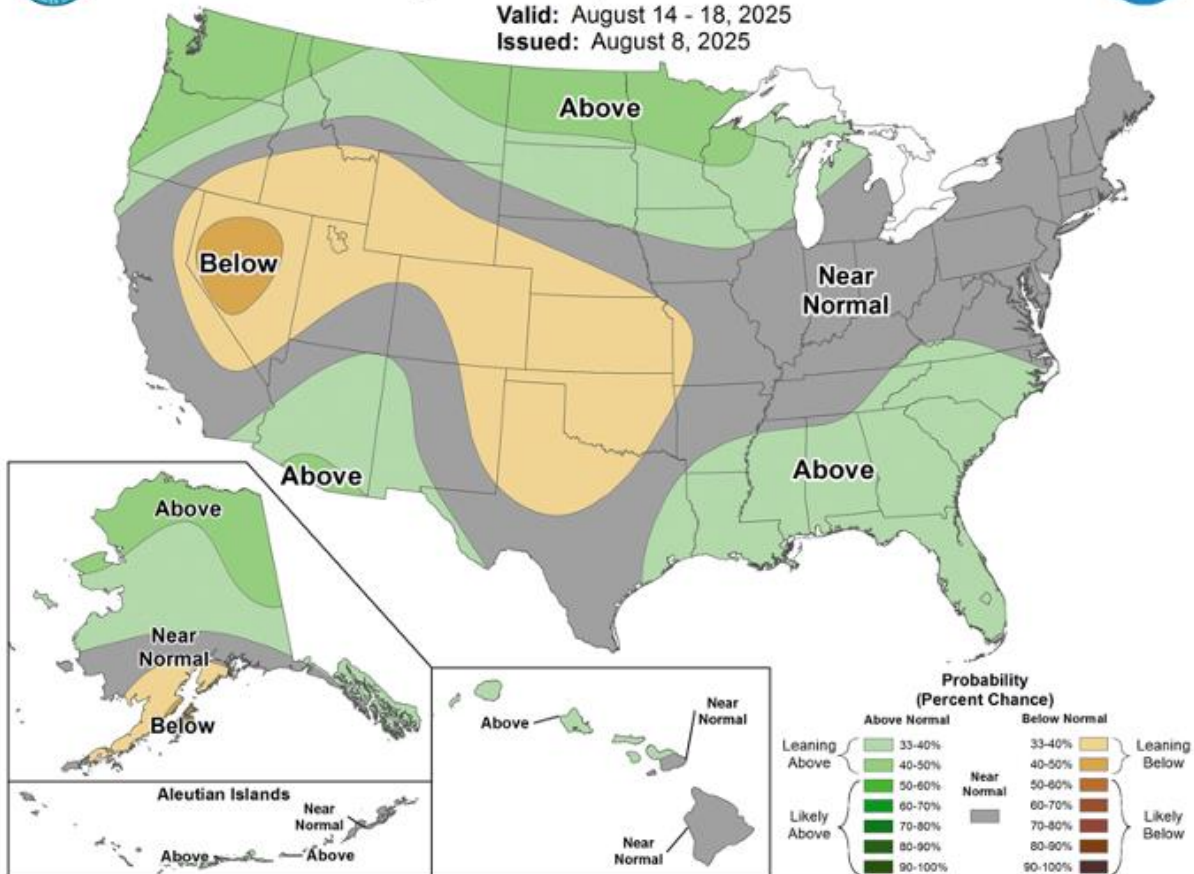 Valid: August 14 - 18, 2025
Issued: August 8, 2025
Above
Below
Near
Normal
Above
Above
Above
Near
Normal
Below
Aleutian Islands
Near
Normal
Above
Above
Above
Near
Normal
Near
Normal
Probability
(Percent Chance)
Above Normal
Below Normal
Leaning
Above
33-40%
40-50%
50-60%
60-70%
70-80%
80-90%
90-100%
Likely
Above
Near
Normal
33-40%
40-50%
50-60%
60-70%
70-80%
80-90%
90-100%
Leaning
Below
Likely
Below